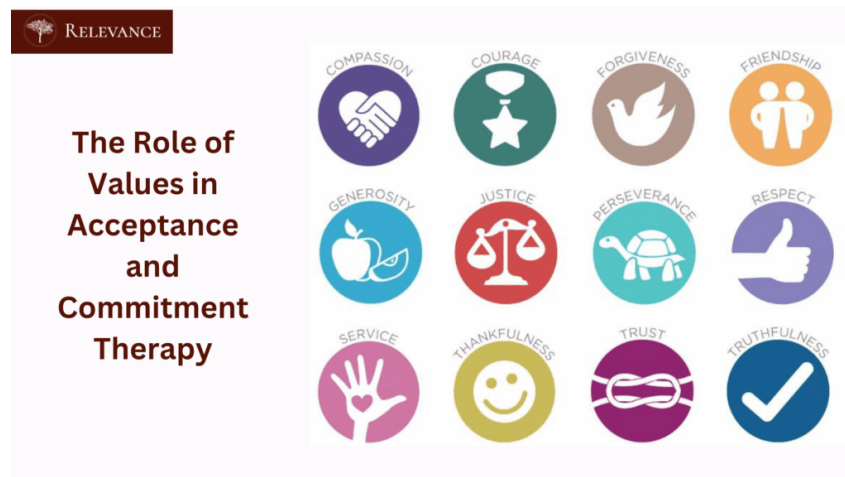 RELEVANCE
The Role of
Values in
Acceptance
and
Commitment
Therapy
COMPASSION
COURAGE
FORGIVENESS
FRIENDSHIP
GENEROSITY
JUSTICE
PERSEVERANCE
RESPECT
SERVICE
THANKFULNESS
TRUST
TRUTHFULNESS